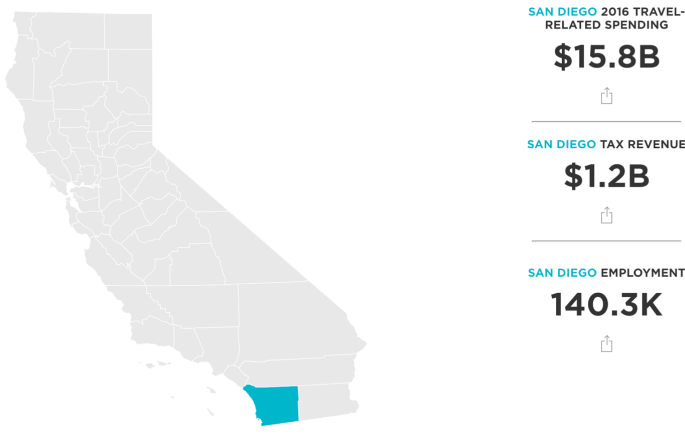 SAN DIEGO 2016 TRAVEL-
RELATED SPENDING
$15.8B
SAN DIEGO TAX REVENUE
$1.2B
SAN DIEGO EMPLOYMENT
140.3K